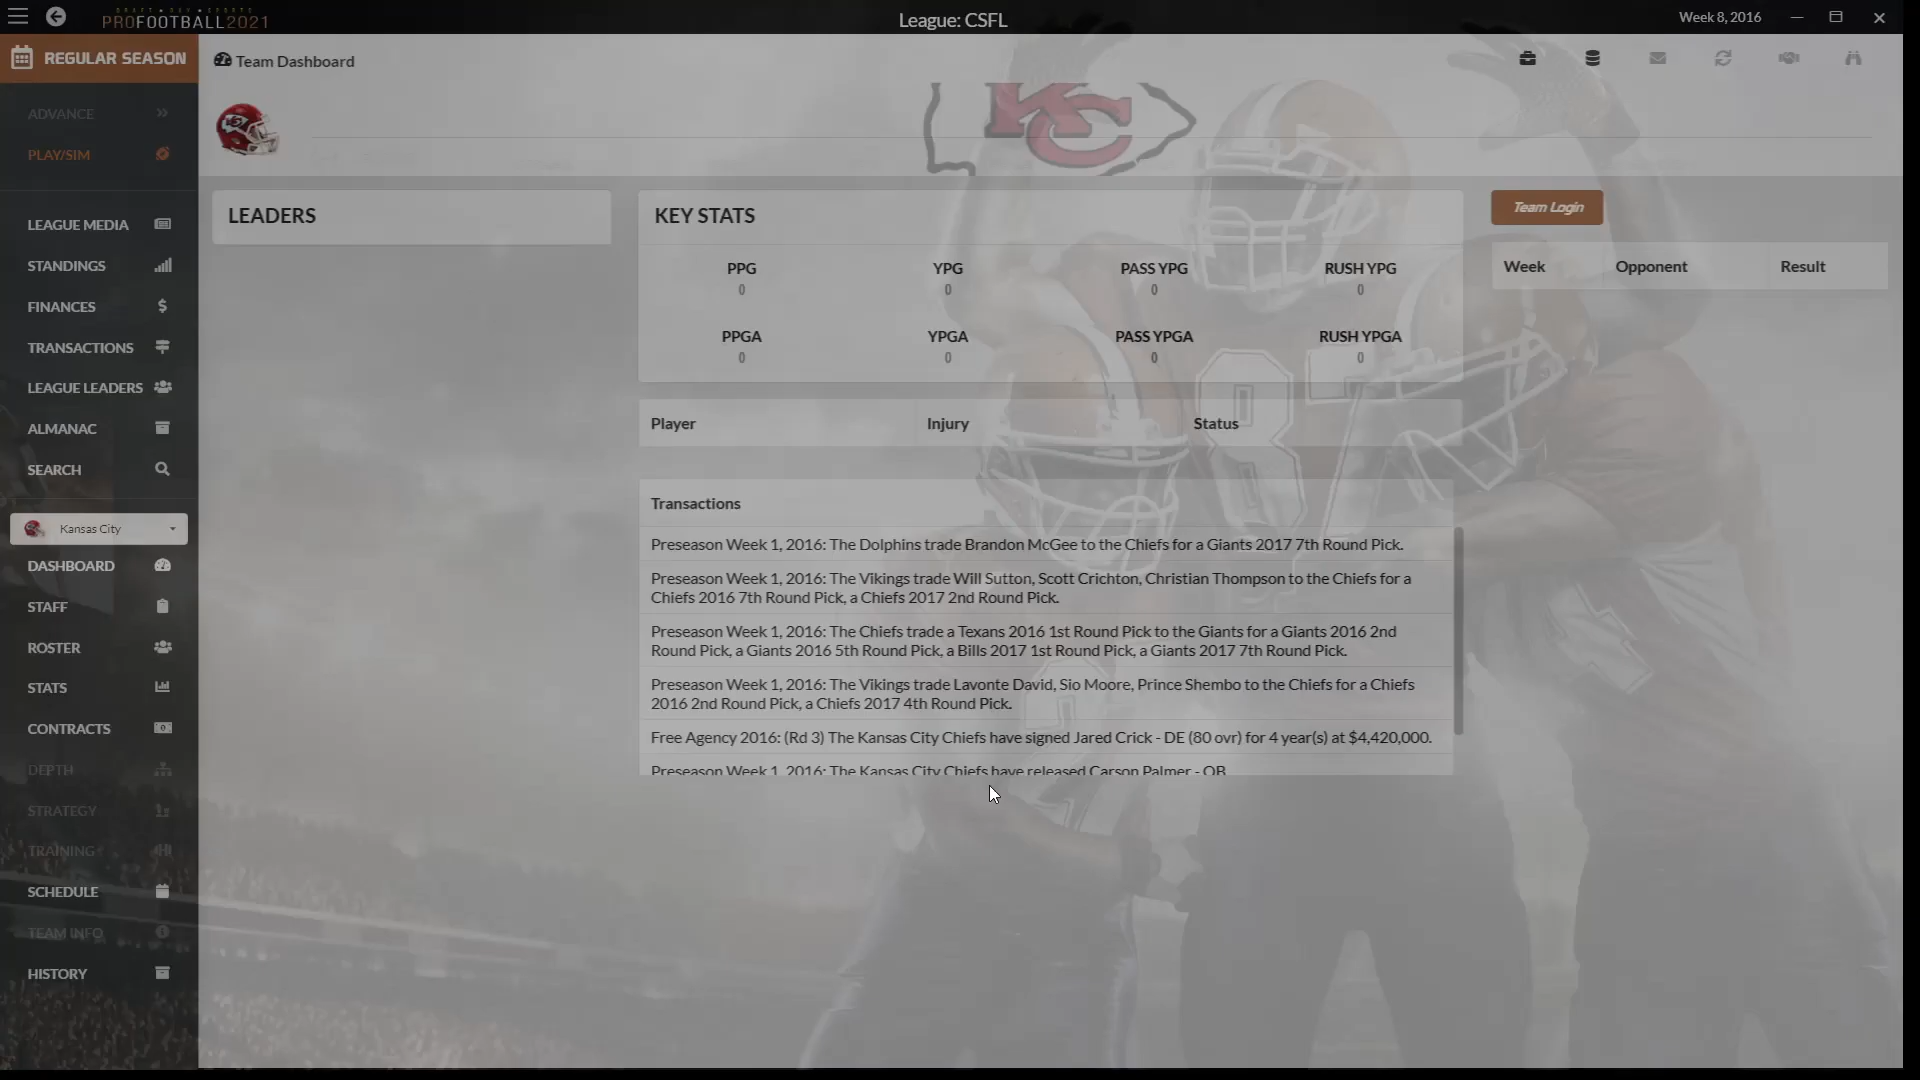 DRAFT DAY SPORTS
PROFOOTBALL2021
League: CSFL
Week 8, 2016
REGULAR SEASON
Team Dashboard
ADVANCE
PLAY/SIM
KC
LEADERS
KEY STATS
Team Login
LEAGUE MEDIA
STANDINGS
FINANCES
TRANSACTIONS
LEAGUE LEADERS
ALMANAC
SEARCH
PPG YPG PASS YPG RUSH YPG
0 0 0 0
PPGA YPGA PASS YPGA RUSH YPGA
0 0 0 0
Week Opponent Result
Player Injury Status
Kansas City
DASHBOARD
STAFF
ROSTER
STATS
CONTRACTS
DEPTH
STRATEGY
TRAINING
SCHEDULE
TEAM INFO
HISTORY
Transactions
Preseason Week 1, 2016: The Dolphins trade Brandon McGee to the Chiefs for a Giants 2017 7th Round Pick.
Preseason Week 1, 2016: The Vikings trade Will Sutton, Scott Crichton, Christian Thompson to the Chiefs for a
Chiefs 2016 7th Round Pick, a Chiefs 2017 2nd Round Pick.
Preseason Week 1, 2016: The Chiefs trade a Texans 2016 1st Round Pick to the Giants for a Giants 2016 2nd
Round Pick, a Giants 2016 5th Round Pick, a Bills 2017 1st Round Pick, a Giants 2017 7th Round Pick.
Preseason Week 1, 2016: The Vikings trade Lavonte David, Sio Moore, Prince Shembo to the Chiefs for a Chiefs
2016 2nd Round Pick, a Chiefs 2017 4th Round Pick.
Free Agency 2016: (Rd 3) The Kansas City Chiefs have signed Jared Crick - DE (80 ovr) for 4 year(s) at $4,420,000.
Preseason Week 1, 2016: The Kansas City Chiefs have released Carson Palmer - QB